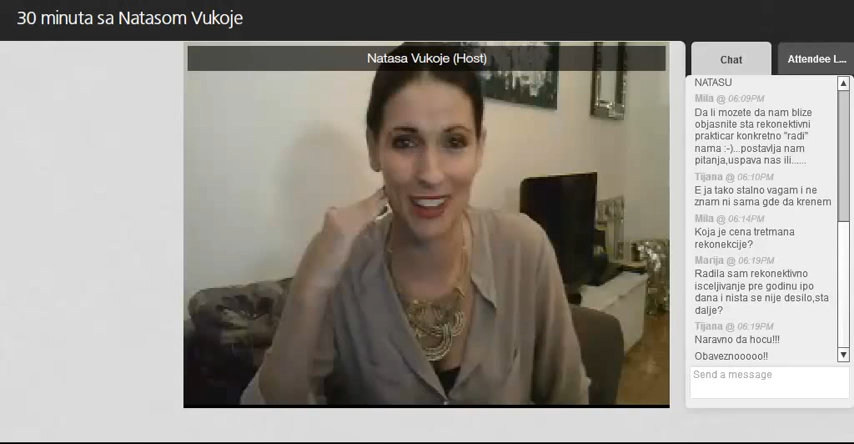 30 minuta sa Natasom Vukoje
Natasa Vukoje (Host)
Chat
Attendee L...
NATASU
Mila @ 06:09PM
Da li mozete da nam blize
objasnite sta rekonektivni
prakticar konkretno "radi"
nama :-)...postavlja nam
pitanja,uspava nas ili......
Tijana @ 06:10PM
E ja tako stalno vagam i ne
znam ni sama gde da krenem
Mila @ 06:14PM
Koja je cena tretmana
rekonekcije?
Marija @ 06:19PM
Radila sam rekonektivno
isceljivanje pre godinu ipo
dana i nista se nije desilo,sta
dalje?
Tijana @ 06:19PM
Naravno da hocu!!!
Obaveznooooo!!
Send a message